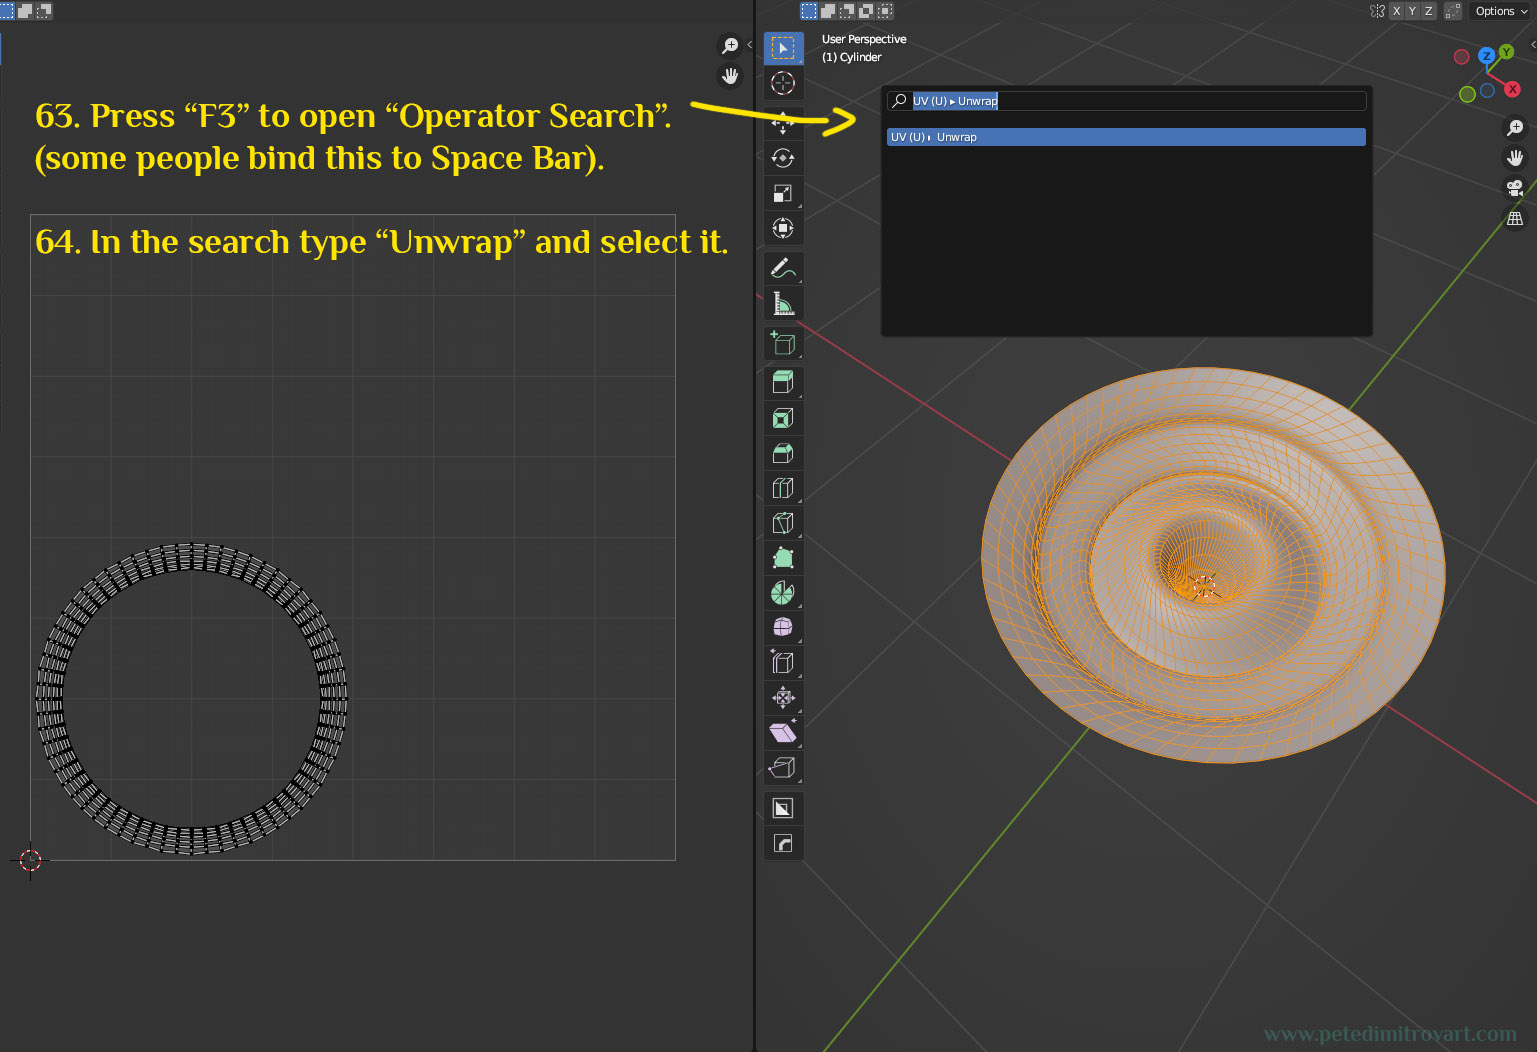 X Y Z Options
User Perspective
(1) Cylinder
Z
Y
X
63. Press “F3” to open “Operator Search”.
(some people bind this to Space Bar).
UV (U) ▸ Unwrap
UV (U) ▸ Unwrap
64. In the search type “Unwrap” and select it.
www.petedimitrovart.com